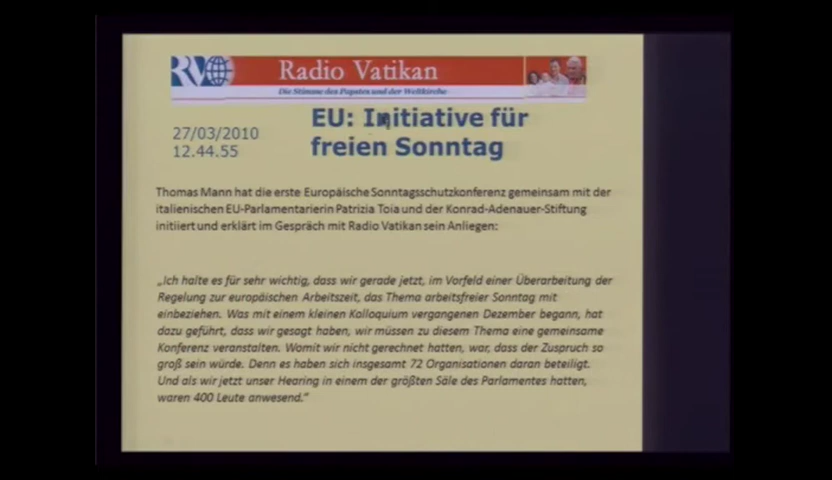 RV Radio Vatikan
Die Stimme des Papstes und der Weltkirche
EU: Initiative für
freien Sonntag
27/03/2010
12.44.55
Thomas Mann hat die erste Europäische Sonntagsschutzkonferenz gemeinsam mit der
italienischen EU-Parlamentarierin Patrizia Toia und der Konrad-Adenauer-Stiftung
initiiert und erklärt im Gespräch mit Radio Vatikan sein Anliegen:
„Ich halte es für sehr wichtig, dass wir gerade jetzt, im Vorfeld einer Überarbeitung der
Regelung zur europäischen Arbeitszeit, das Thema arbeitsfreier Sonntag mit
einbeziehen. Was mit einem kleinen Kolloquium vergangenen Dezember begann, hat
dazu geführt, dass wir gesagt haben, wir müssen zu diesem Thema eine gemeinsame
Konferenz veranstalten. Womit wir nicht gerechnet hatten, war, dass der Zuspruch so
groß sein würde. Denn es haben sich insgesamt 72 Organisationen daran beteiligt.
Und als wir jetzt unser Hearing in einem der größten Säle des Parlamentes hatten,
waren 400 Leute anwesend.“